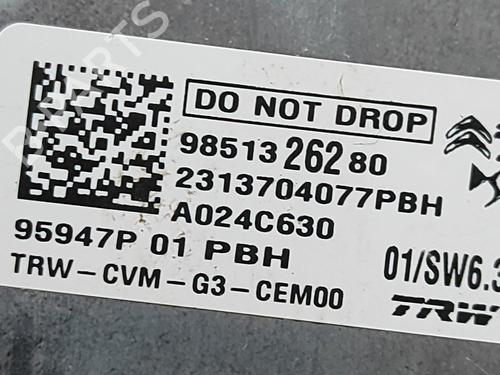 DO NOT DROP
98513 262 80
2313704077PBH
A024C630
95947P 01 PBH
01/SW6.3
TRW-CVM-G3-CEM00
TRW